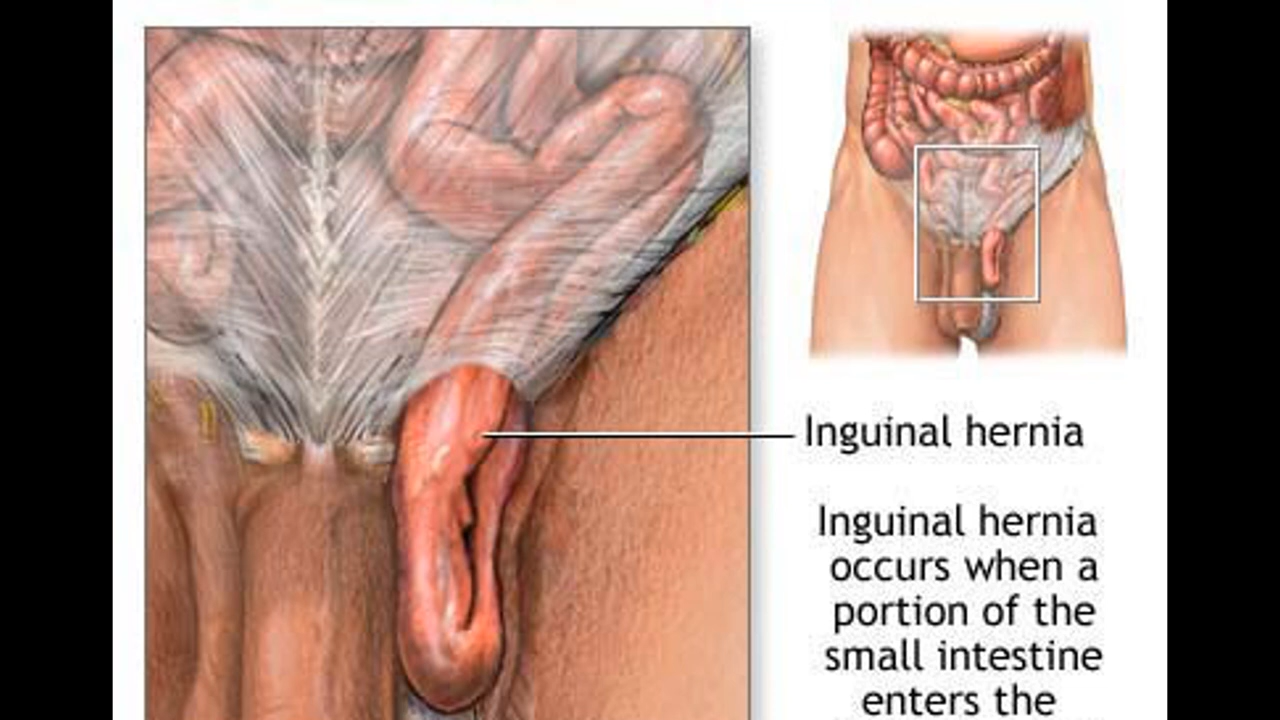 Inguinal hernia
Inguinal hernia
occurs when a
portion of the
small intestine
enters the